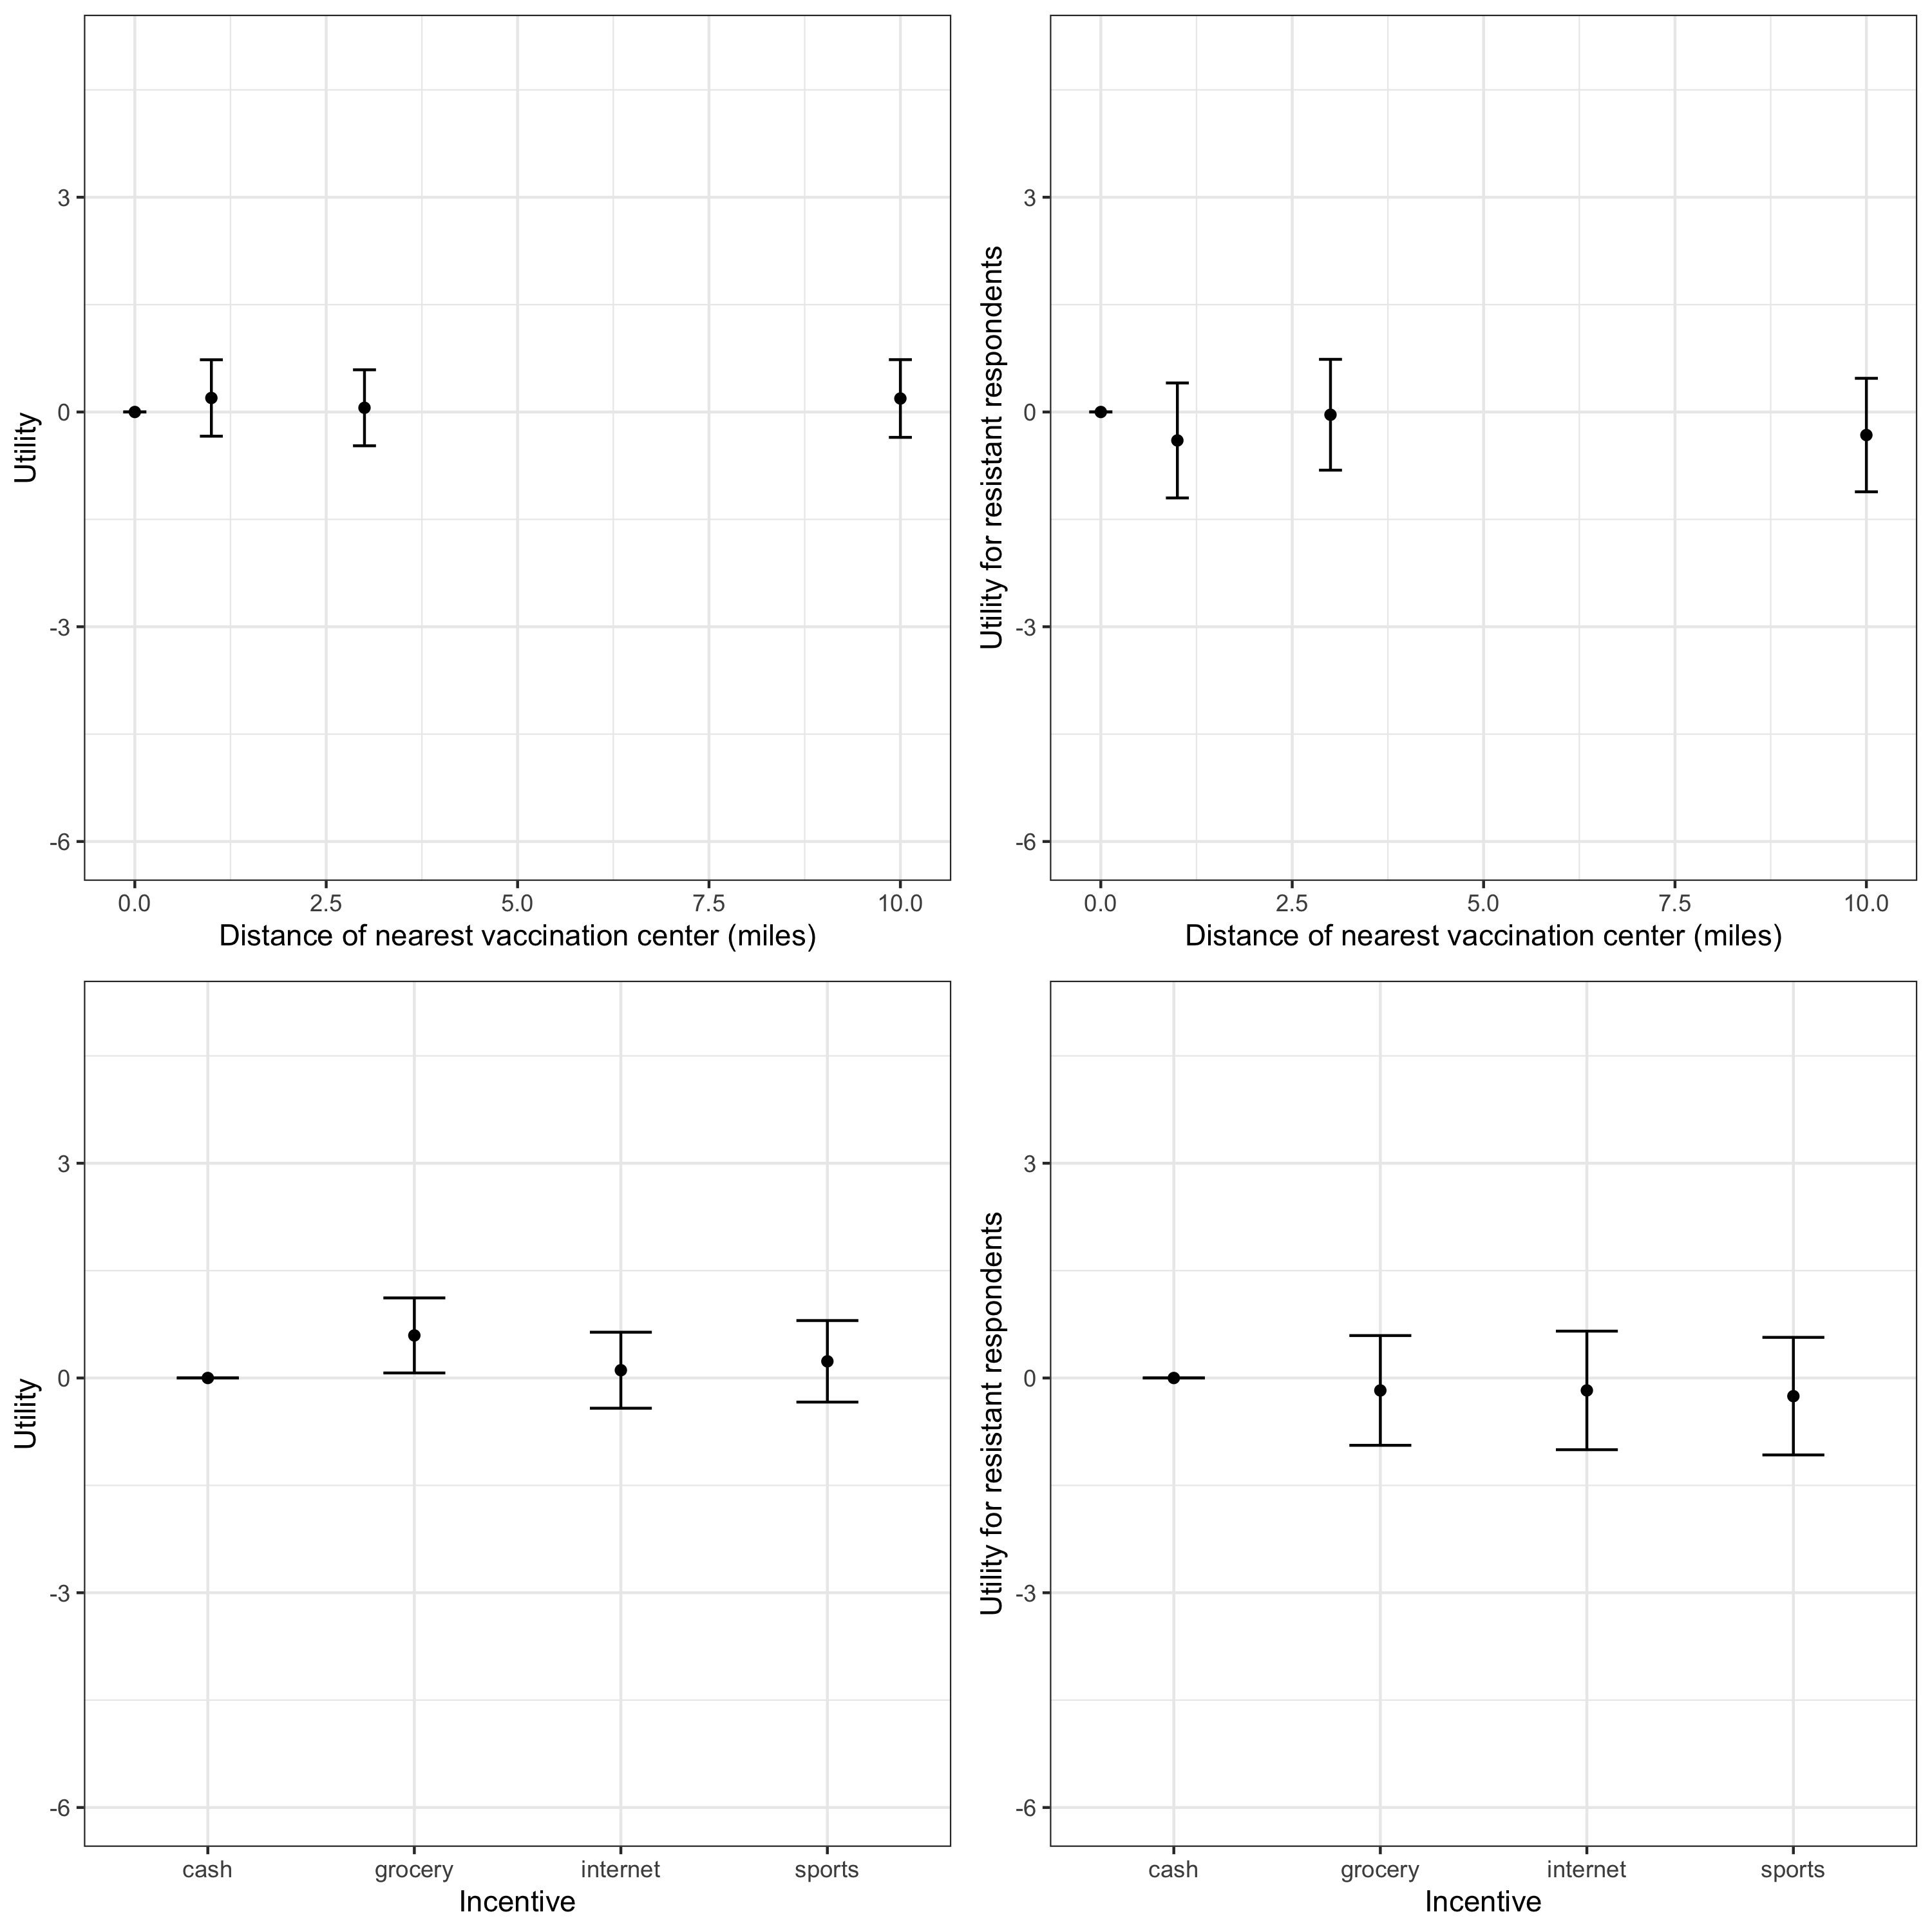 Utility
3
0
-3
-6
0.0 2.5 5.0 7.5 10.0
Distance of nearest vaccination center (miles)
Utility for resistant respondents
3
0
-3
-6
0.0 2.5 5.0 7.5 10.0
Distance of nearest vaccination center (miles)
Utility
3
0
-3
-6
cash grocery internet sports
Incentive
Utility for resistant respondents
3
0
-3
-6
cash grocery internet sports
Incentive